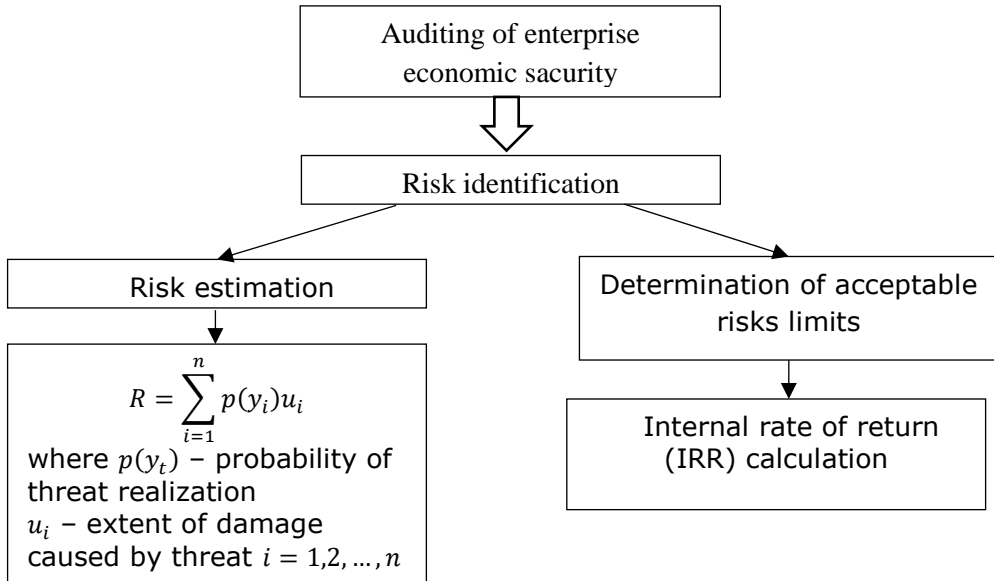 Auditing of enterprise
economic sacurity
Risk identification
Risk estimation
R = ∑_{i=1}^{n} p(y_i)u_i
where p(y_t) – probability of
threat realization
u_i – extent of damage
caused by threat i = 1,2, … , n
Determination of acceptable
risks limits
Internal rate of return
(IRR) calculation